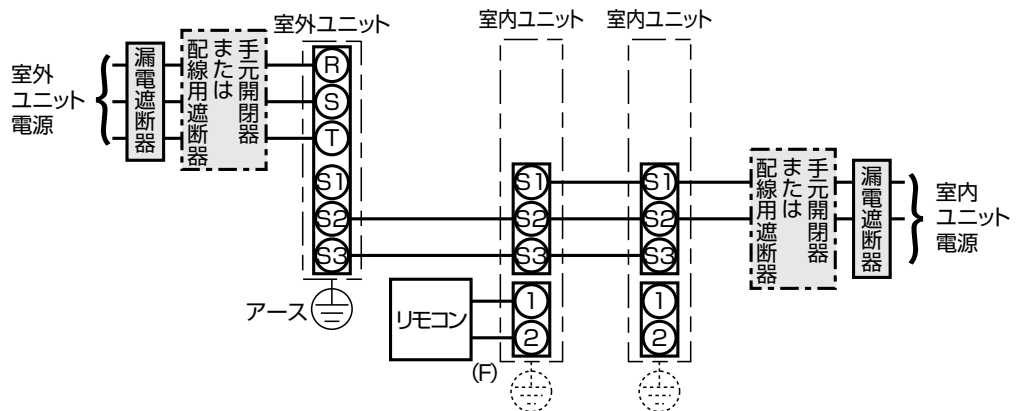 室外ユニット
室内ユニット
室内ユニット
室外
ユニット
電源
漏電遮断器
手元開閉器
または
配線用遮断器
R
S
T
S1
S2
S3
アース
S1
S2
S3
1
2
リモコン
(F)
S1
S2
S3
1
2
手元開閉器
または
配線用遮断器
漏電遮断器
室内
ユニット
電源